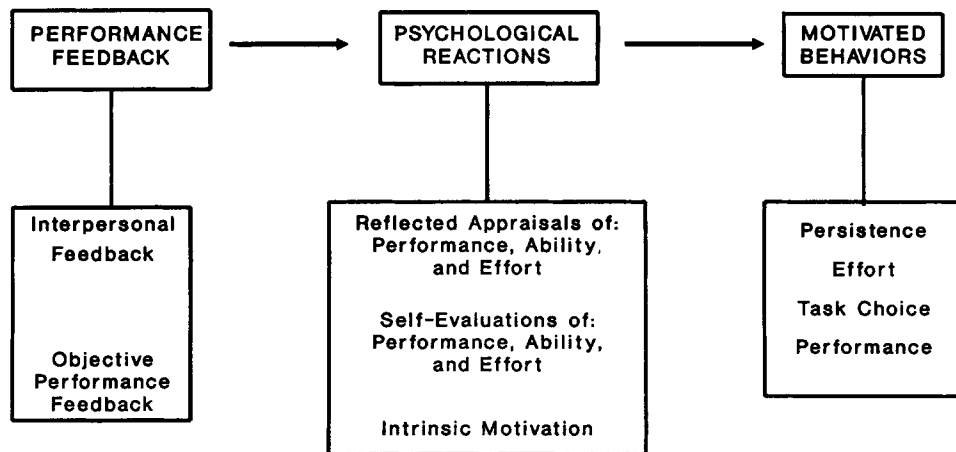 PERFORMANCE
FEEDBACK
PSYCHOLOGICAL
REACTIONS
MOTIVATED
BEHAVIORS
Interpersonal
Feedback
Objective
Performance
Feedback
Reflected Appraisals of:
Performance, Ability,
and Effort
Self-Evaluations of:
Performance, Ability,
and Effort
Intrinsic Motivation
Persistence
Effort
Task Choice
Performance